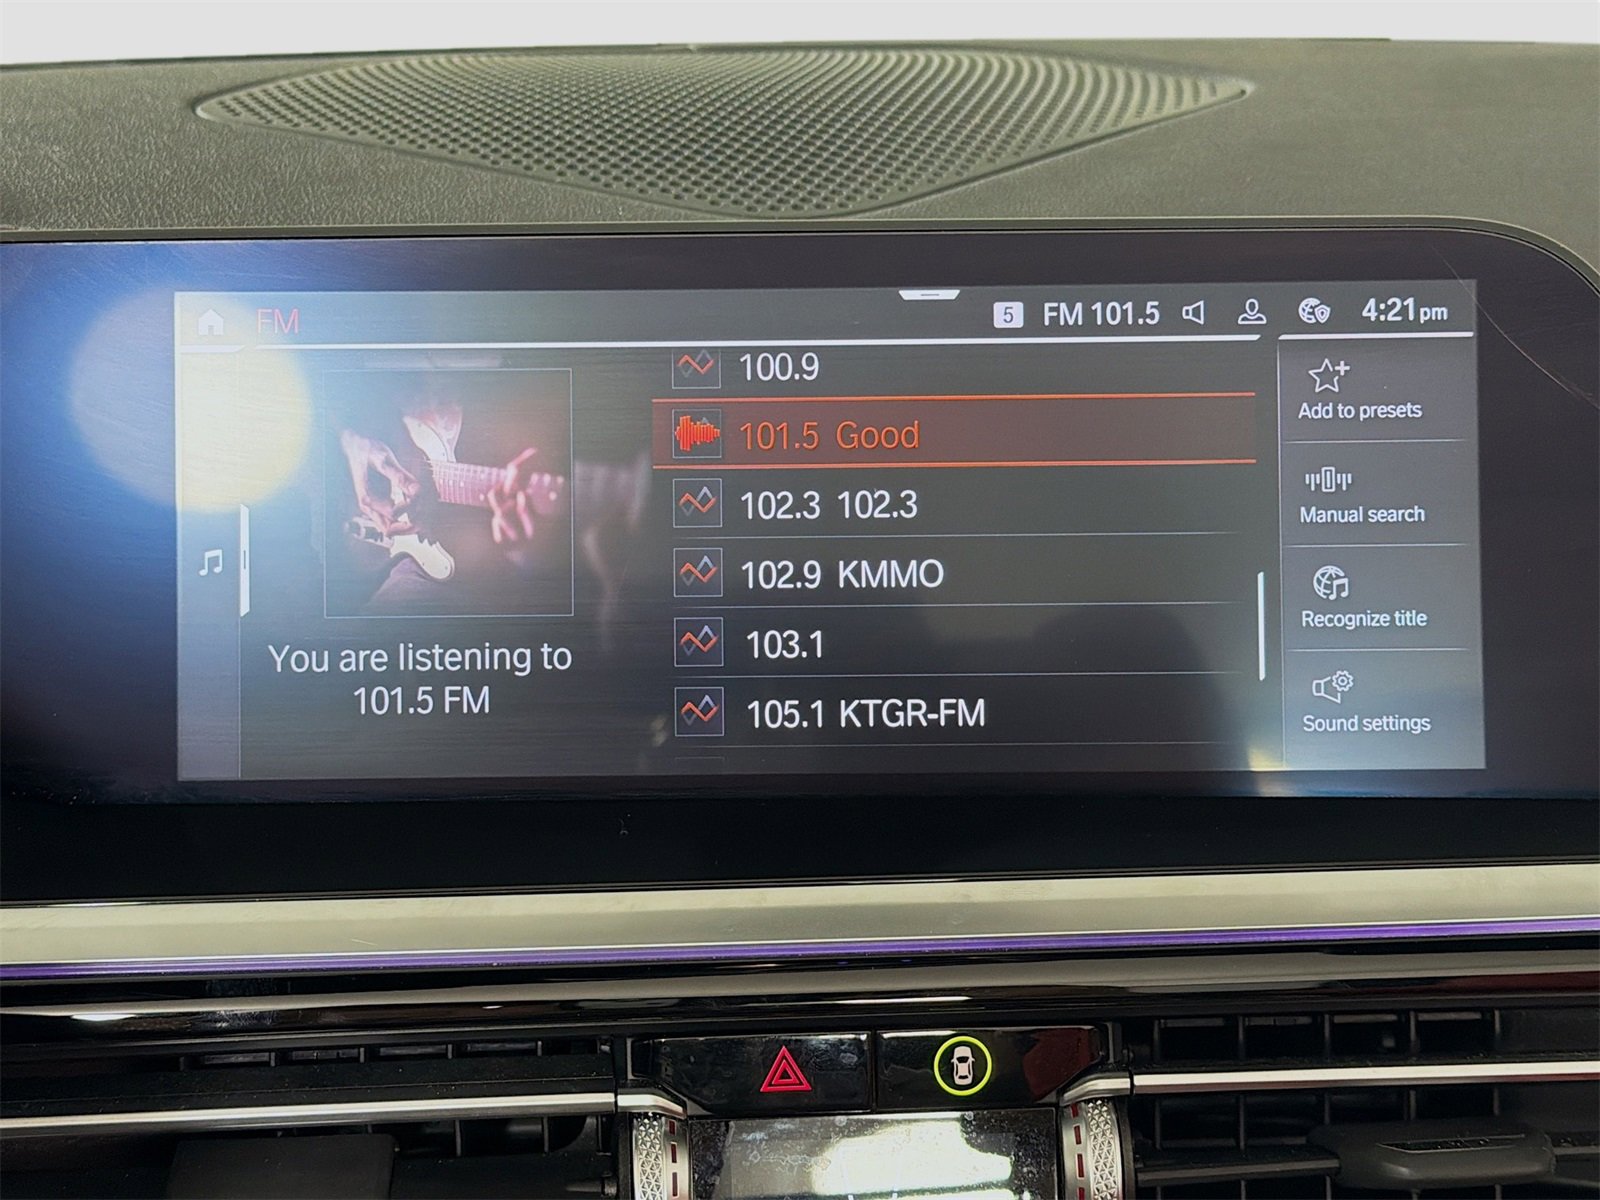 FM
5 FM 101.5 4:21pm
100.9
101.5 Good
102.3 102.3
102.9 KMMO
103.1
105.1 KTGR-FM
You are listening to
101.5 FM
Add to presets
Manual search
Recognize title
Sound settings